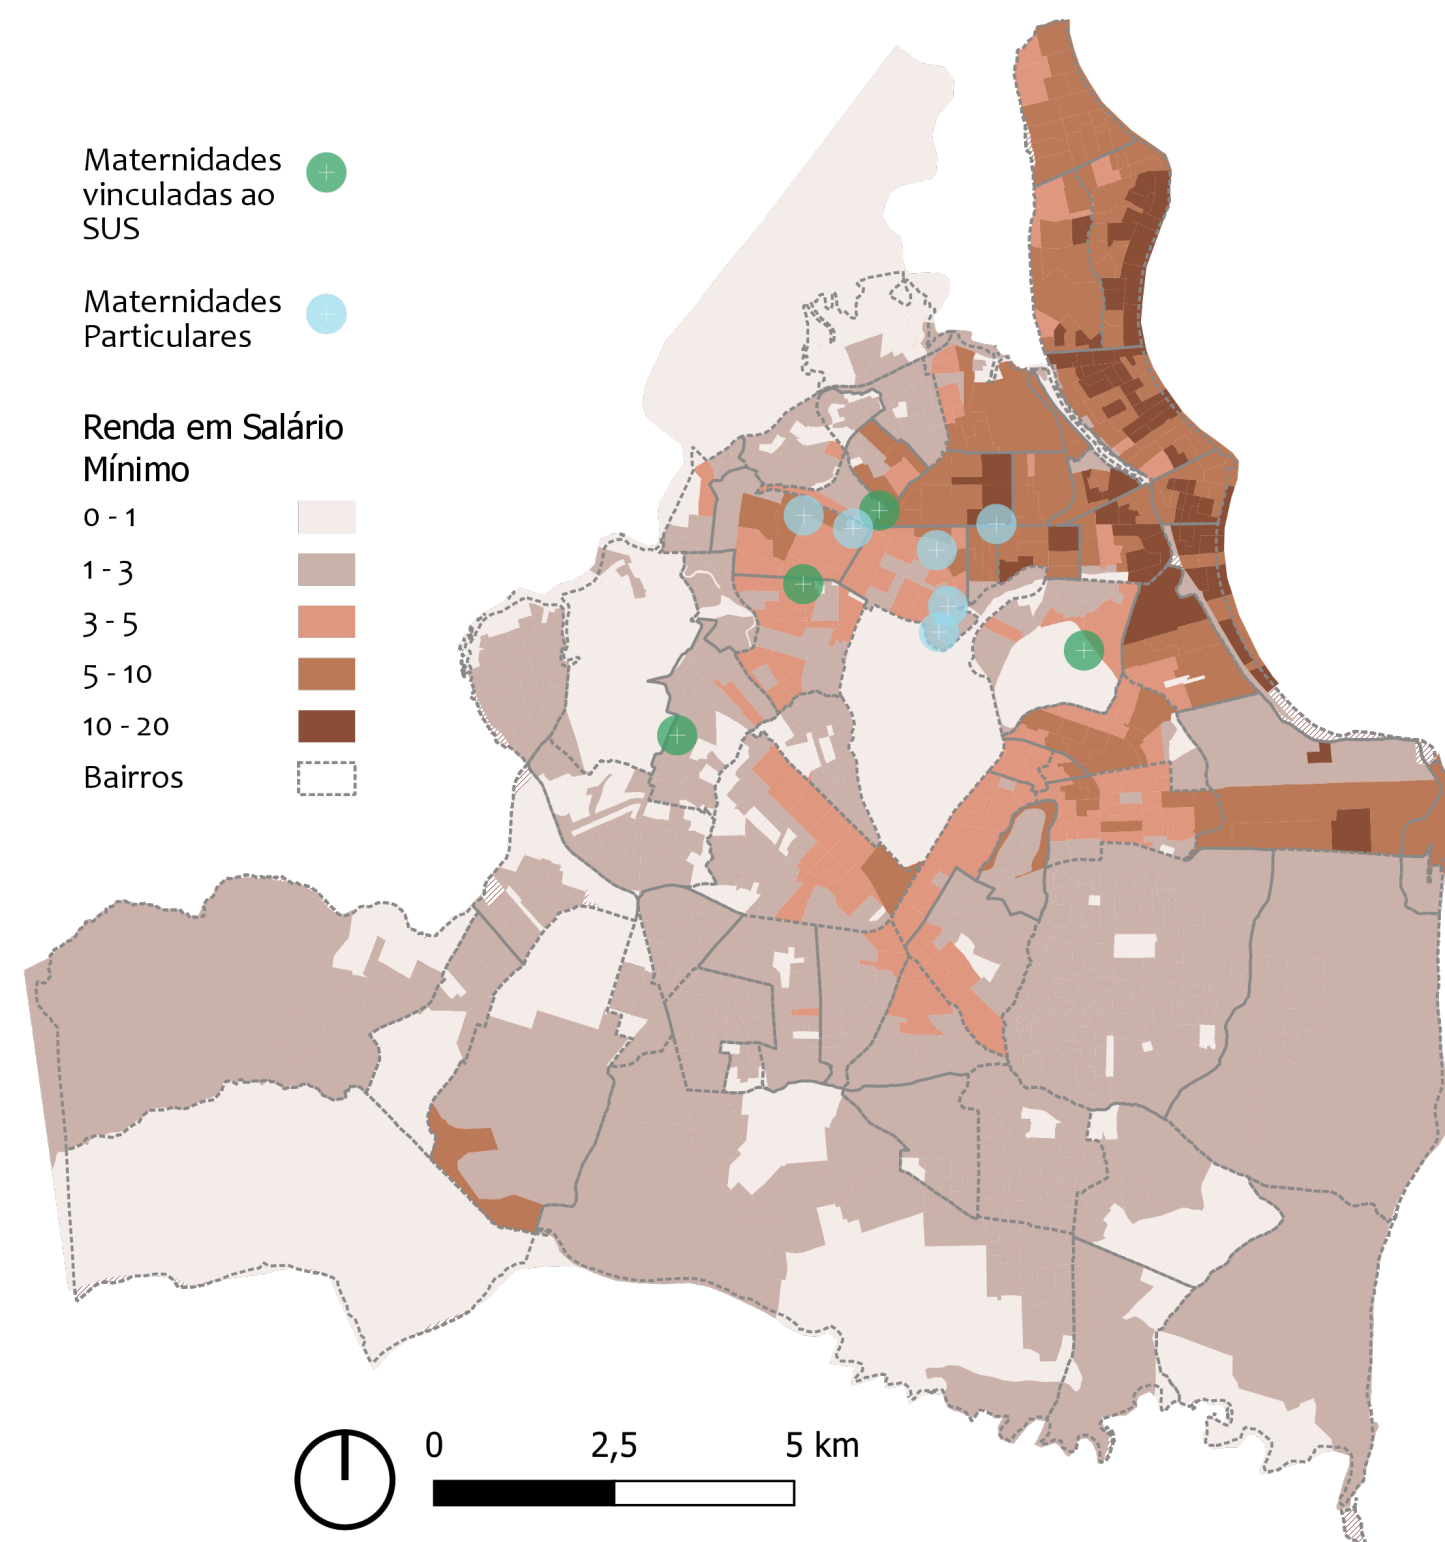 Maternidades
vinculadas ao
SUS
Maternidades
Particulares
Renda em Salário
Mínimo
0 - 1
1 - 3
3 - 5
5 - 10
10 - 20
Bairros
0 2,5 5 km